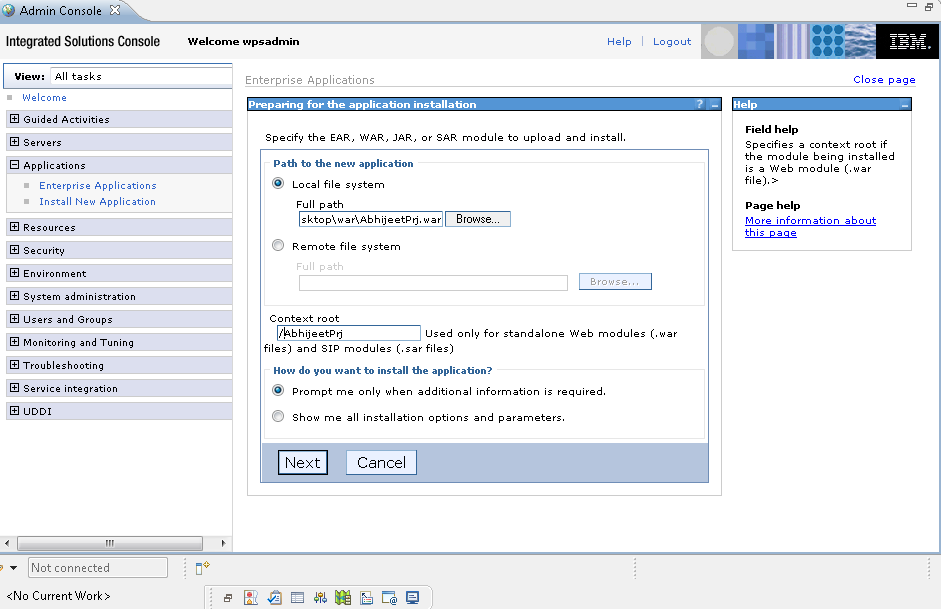 Admin Console
Integrated Solutions Console
Welcome wpsadmin
Help | Logout
IBM.
View: All tasks
Welcome
Guided Activities
Servers
Applications
Enterprise Applications
Install New Application
Resources
Security
Environment
System administration
Users and Groups
Monitoring and Tuning
Troubleshooting
Service integration
UDDI
Enterprise Applications
Close page
Preparing for the application installation
?
Specify the EAR, WAR, JAR, or SAR module to upload and install.
Path to the new application
Local file system
Full path
sktop\war\AbhijeetPrj.war
Browse...
Remote file system
Full path
Browse...
Context root
/AbhijeetPrj
Used only for standalone Web modules (.war
files) and SIP modules (.sar files)
How do you want to install the application?
Prompt me only when additional information is required.
Show me all installation options and parameters.
Next
Cancel
Help
Field help
Specifies a context root if
the module being installed
is a Web module (.war
file).>
Page help
More information about
this page
Not connected
<No Current Work>